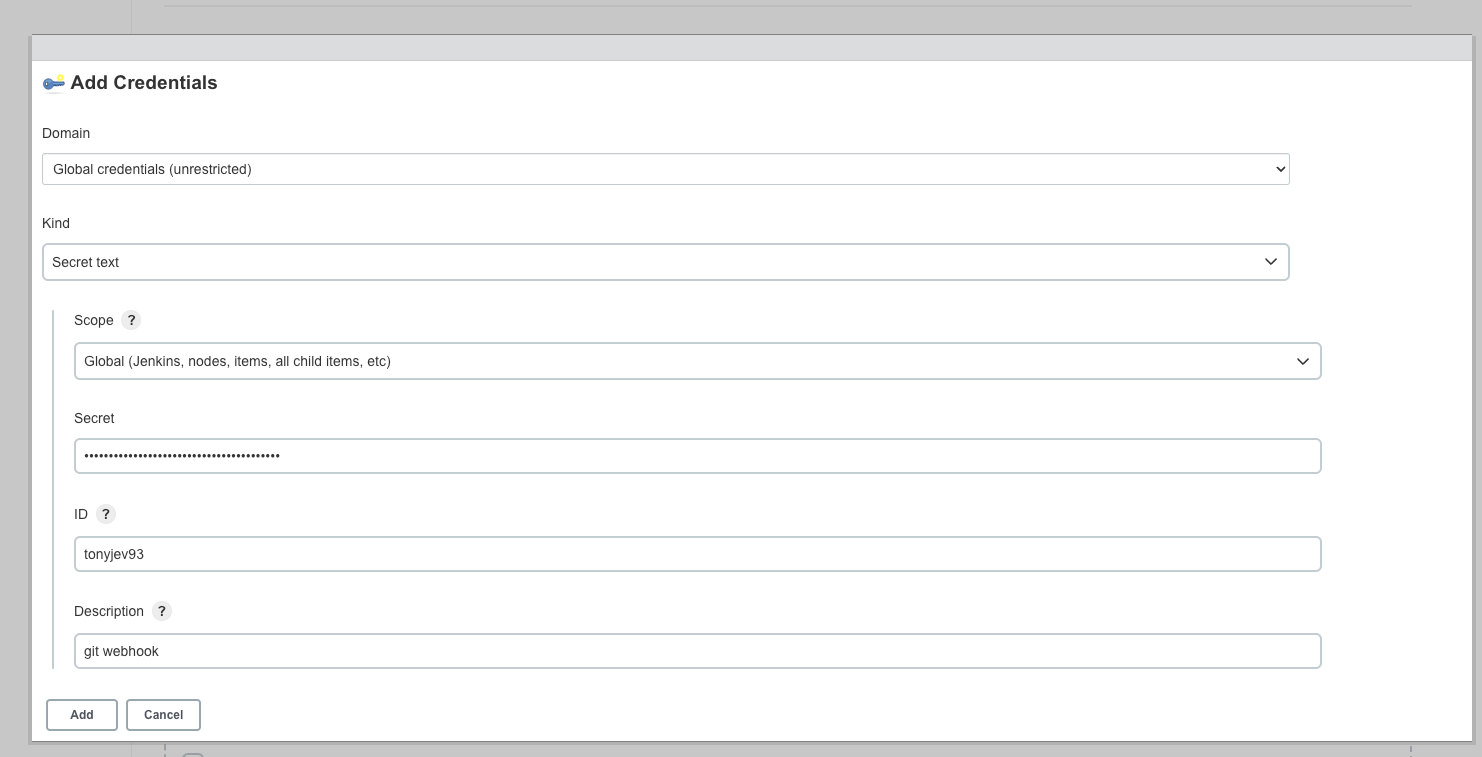 Add Credentials
Domain
Global credentials (unrestricted)
Kind
Secret text
Scope ?
Global (Jenkins, nodes, items, all child items, etc)
Secret
••••••••••••••••••••••••••••••••••••••••
ID ?
tonyjev93
Description ?
git webhook
Add Cancel